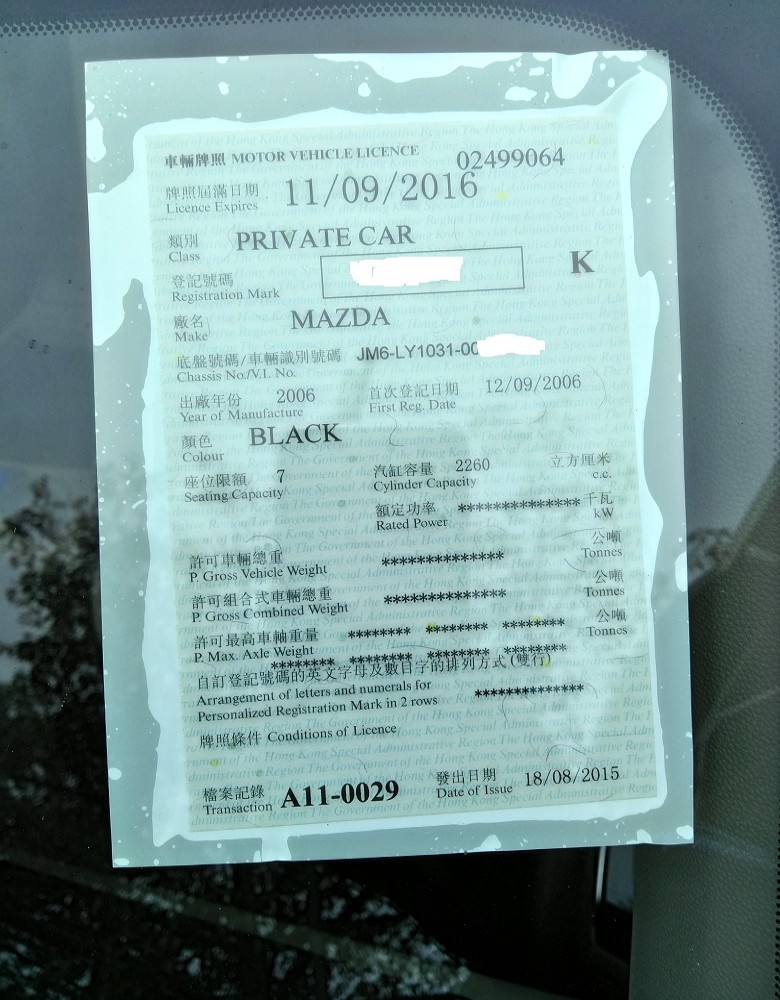 車輛牌照 MOTOR VEHICLE LICENCE 02499064
牌照屆滿日期 11/09/2016
Licence Expires
類別 PRIVATE CAR
Class
登記號碼 K
Registration Mark
廠名 MAZDA
Make
底盤號碼/車輛識別號碼 JM6-LY1031-00
Chassis No./V.I. No.
出廠年份 2006 首次登記日期 12/09/2006
Year of Manufacture First Reg. Date
顏色 BLACK
Colour
座位限額 7 汽缸容量 2260 立方厘米
Seating Capacity Cylinder Capacity c.c.
額定功率 ************** 千瓦
Rated Power kW
許可車輛總重 ************** 公噸
P. Gross Vehicle Weight Tonnes
許可組合式車輛總重 ************** 公噸
P. Gross Combined Weight Tonnes
許可最高車軸重量 ******** ******** ******** 公噸
P. Max. Axle Weight Tonnes
******** ******** ******** ********
自訂登記號碼的英文字母及數目字的排列方式 (雙行)
Arrangement of letters and numerals for **************
Personalized Registration Mark in 2 rows
牌照條件 Conditions of Licence
檔案記錄 A11-0029 發出日期 18/08/2015
Transaction Date of Issue